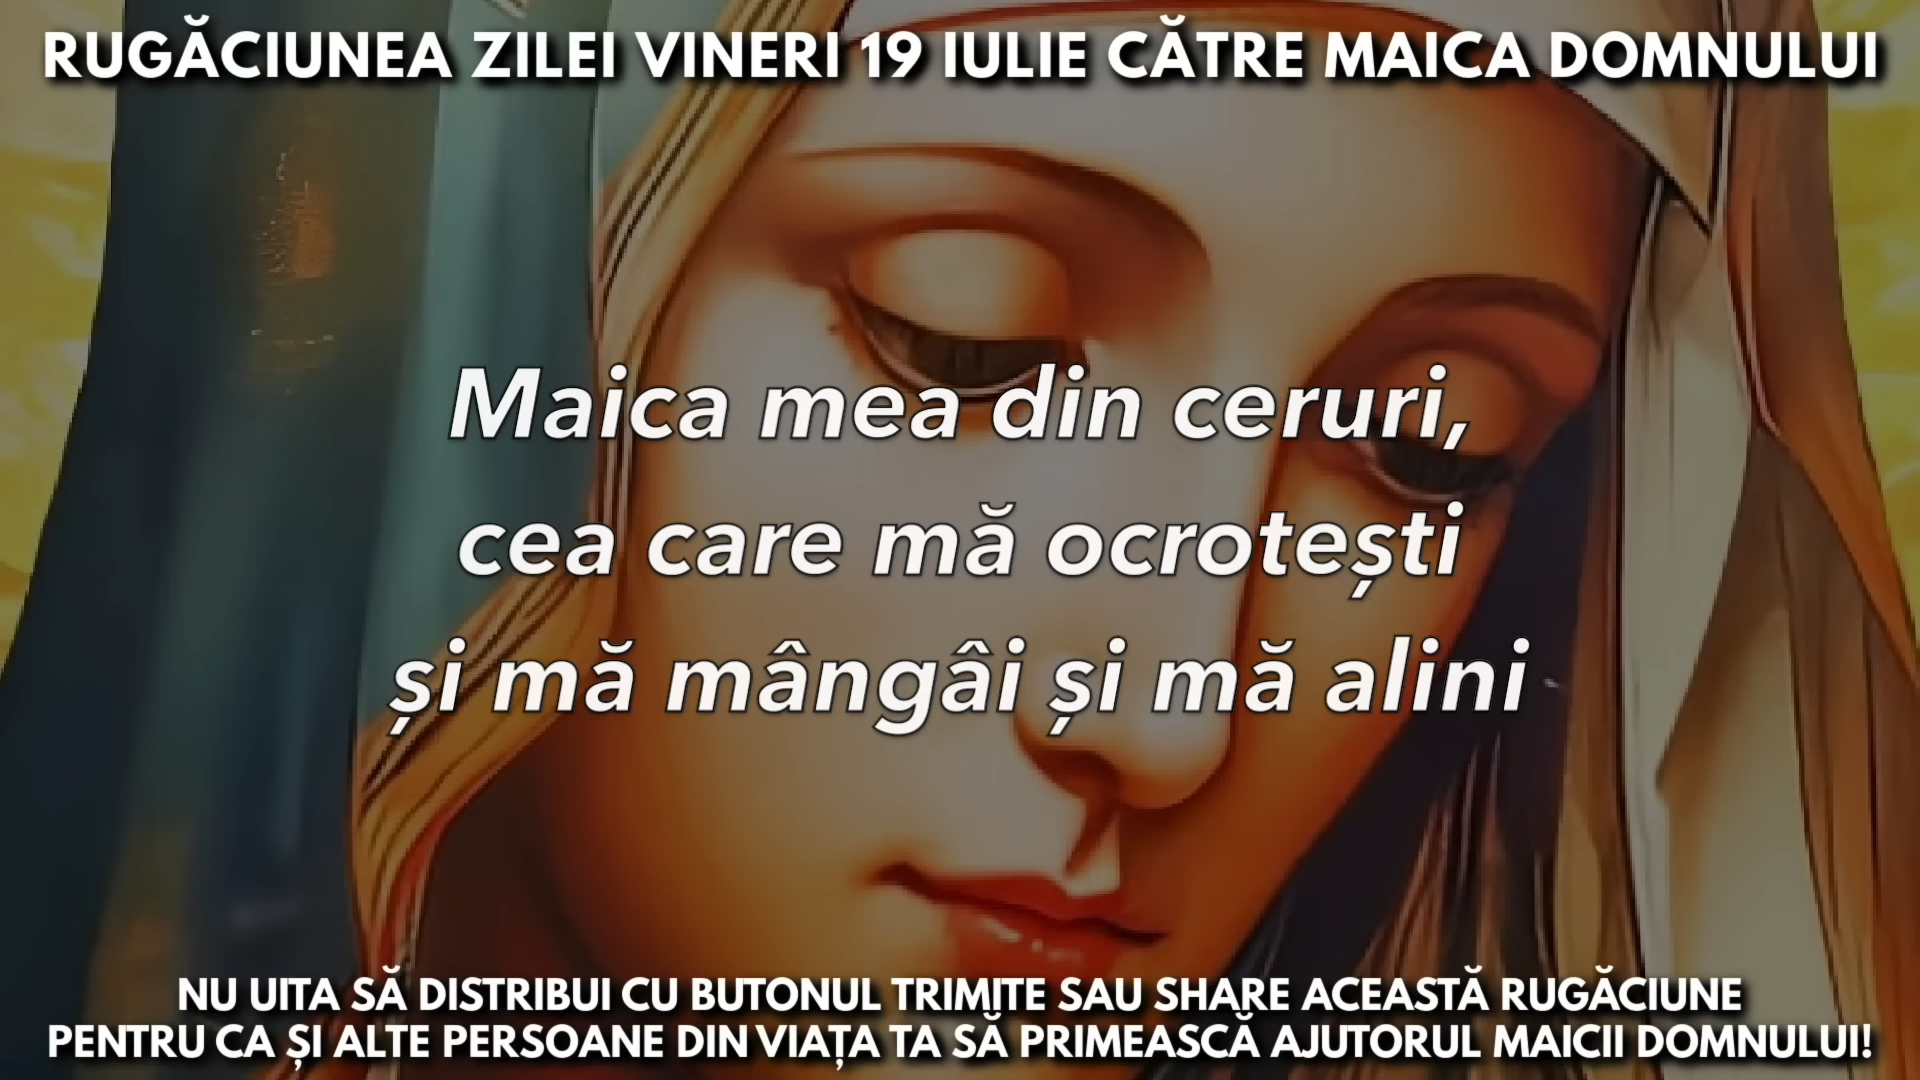 RUGĂCIUNEA ZILEI VINERI 19 IULIE CĂTRE MAICA DOMNULUI
Maica mea din ceruri,
cea care mă ocrotești
și mă mângâi și mă alini
NU UITA SĂ DISTRIBUI CU BUTONUL TRIMITE SAU SHARE ACEASTĂ RUGĂCIUNE
PENTRU CA ȘI ALTE PERSOANE DIN VIAȚA TA SĂ PRIMEASCĂ AJUTORUL MAICII DOMNULUI!